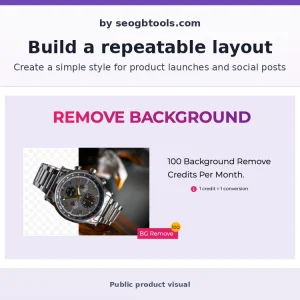 by seogbtools.com
Build a repeatable layout
Create a simple style for product launches and social posts
REMOVE BACKGROUND
100 Background Remove
Credits Per Month.
1 credit = 1 conversion
100
BG Remove
Public product visual